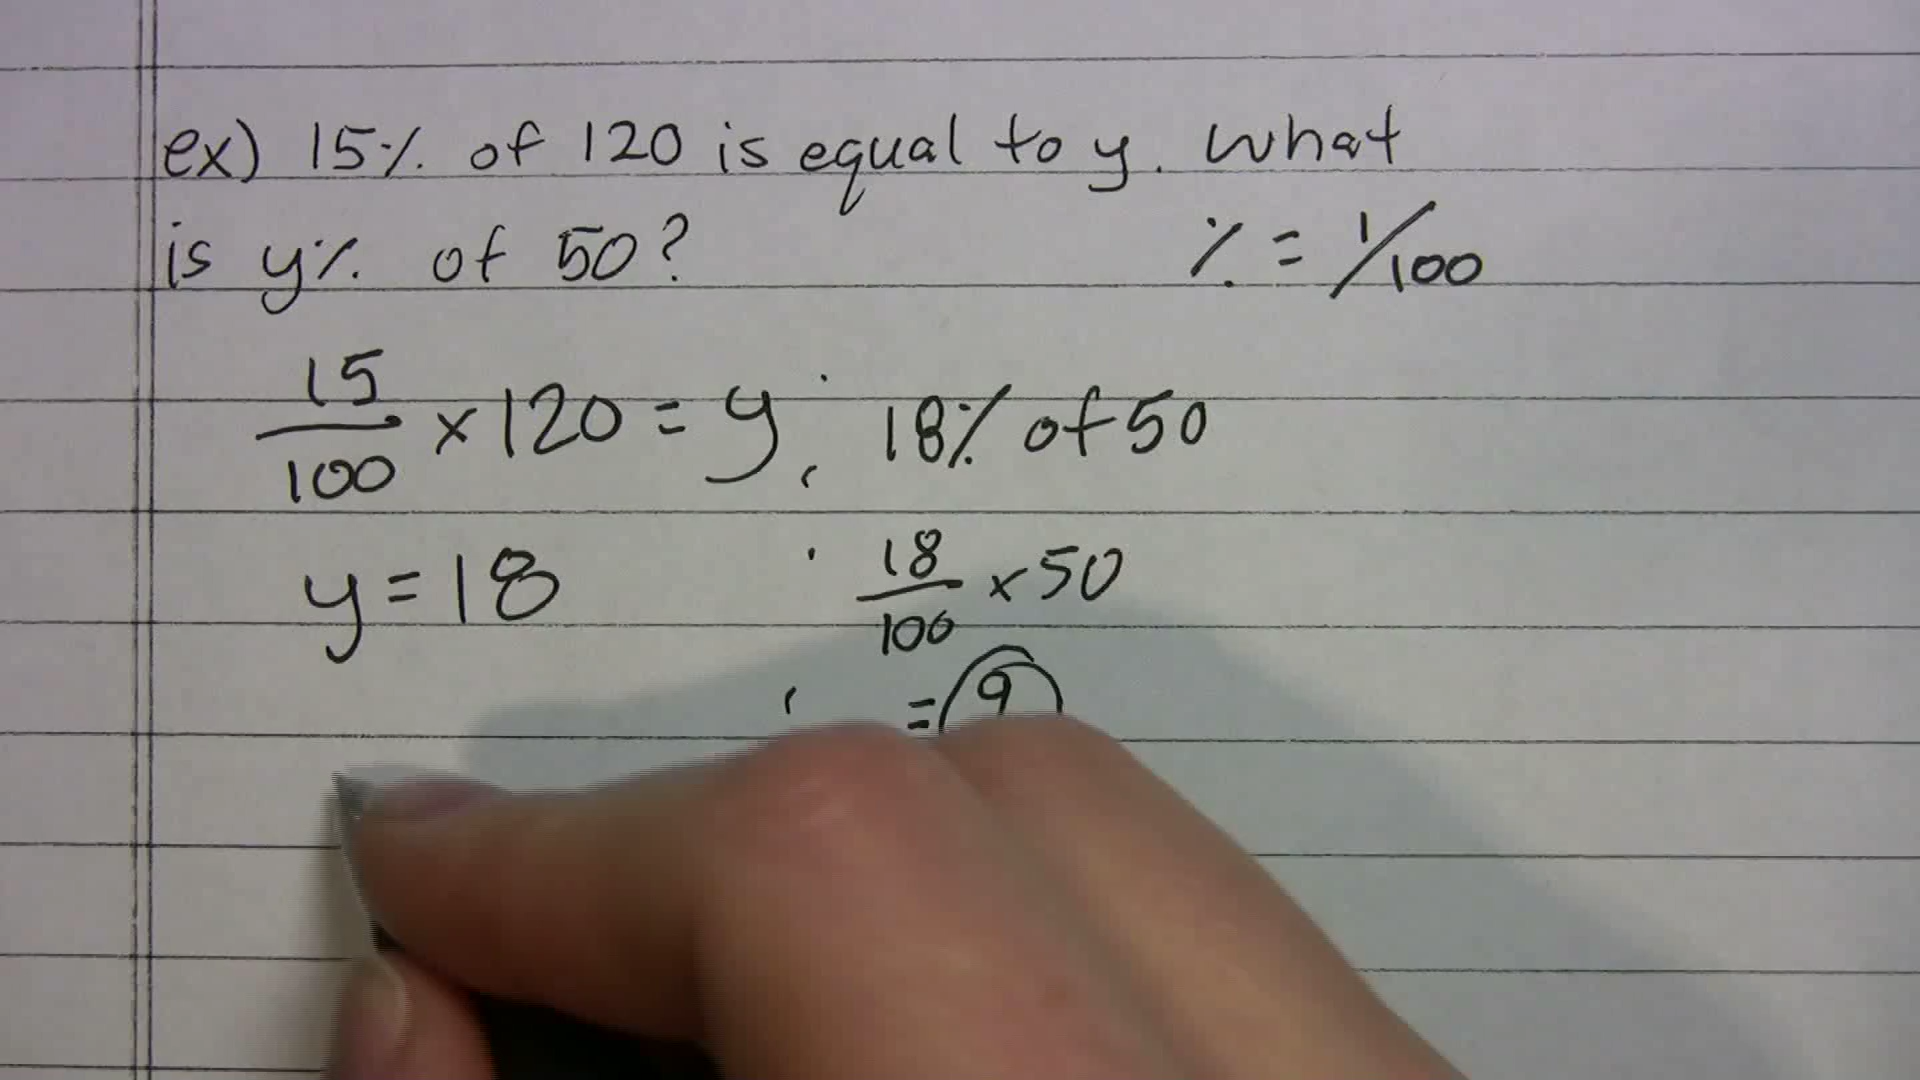 ex) 15% of 120 is equal to y. What
is y% of 50?
% = 1/100
15/100 x 120 = y
18% of 50
y = 18
18/100 x 50
= 9